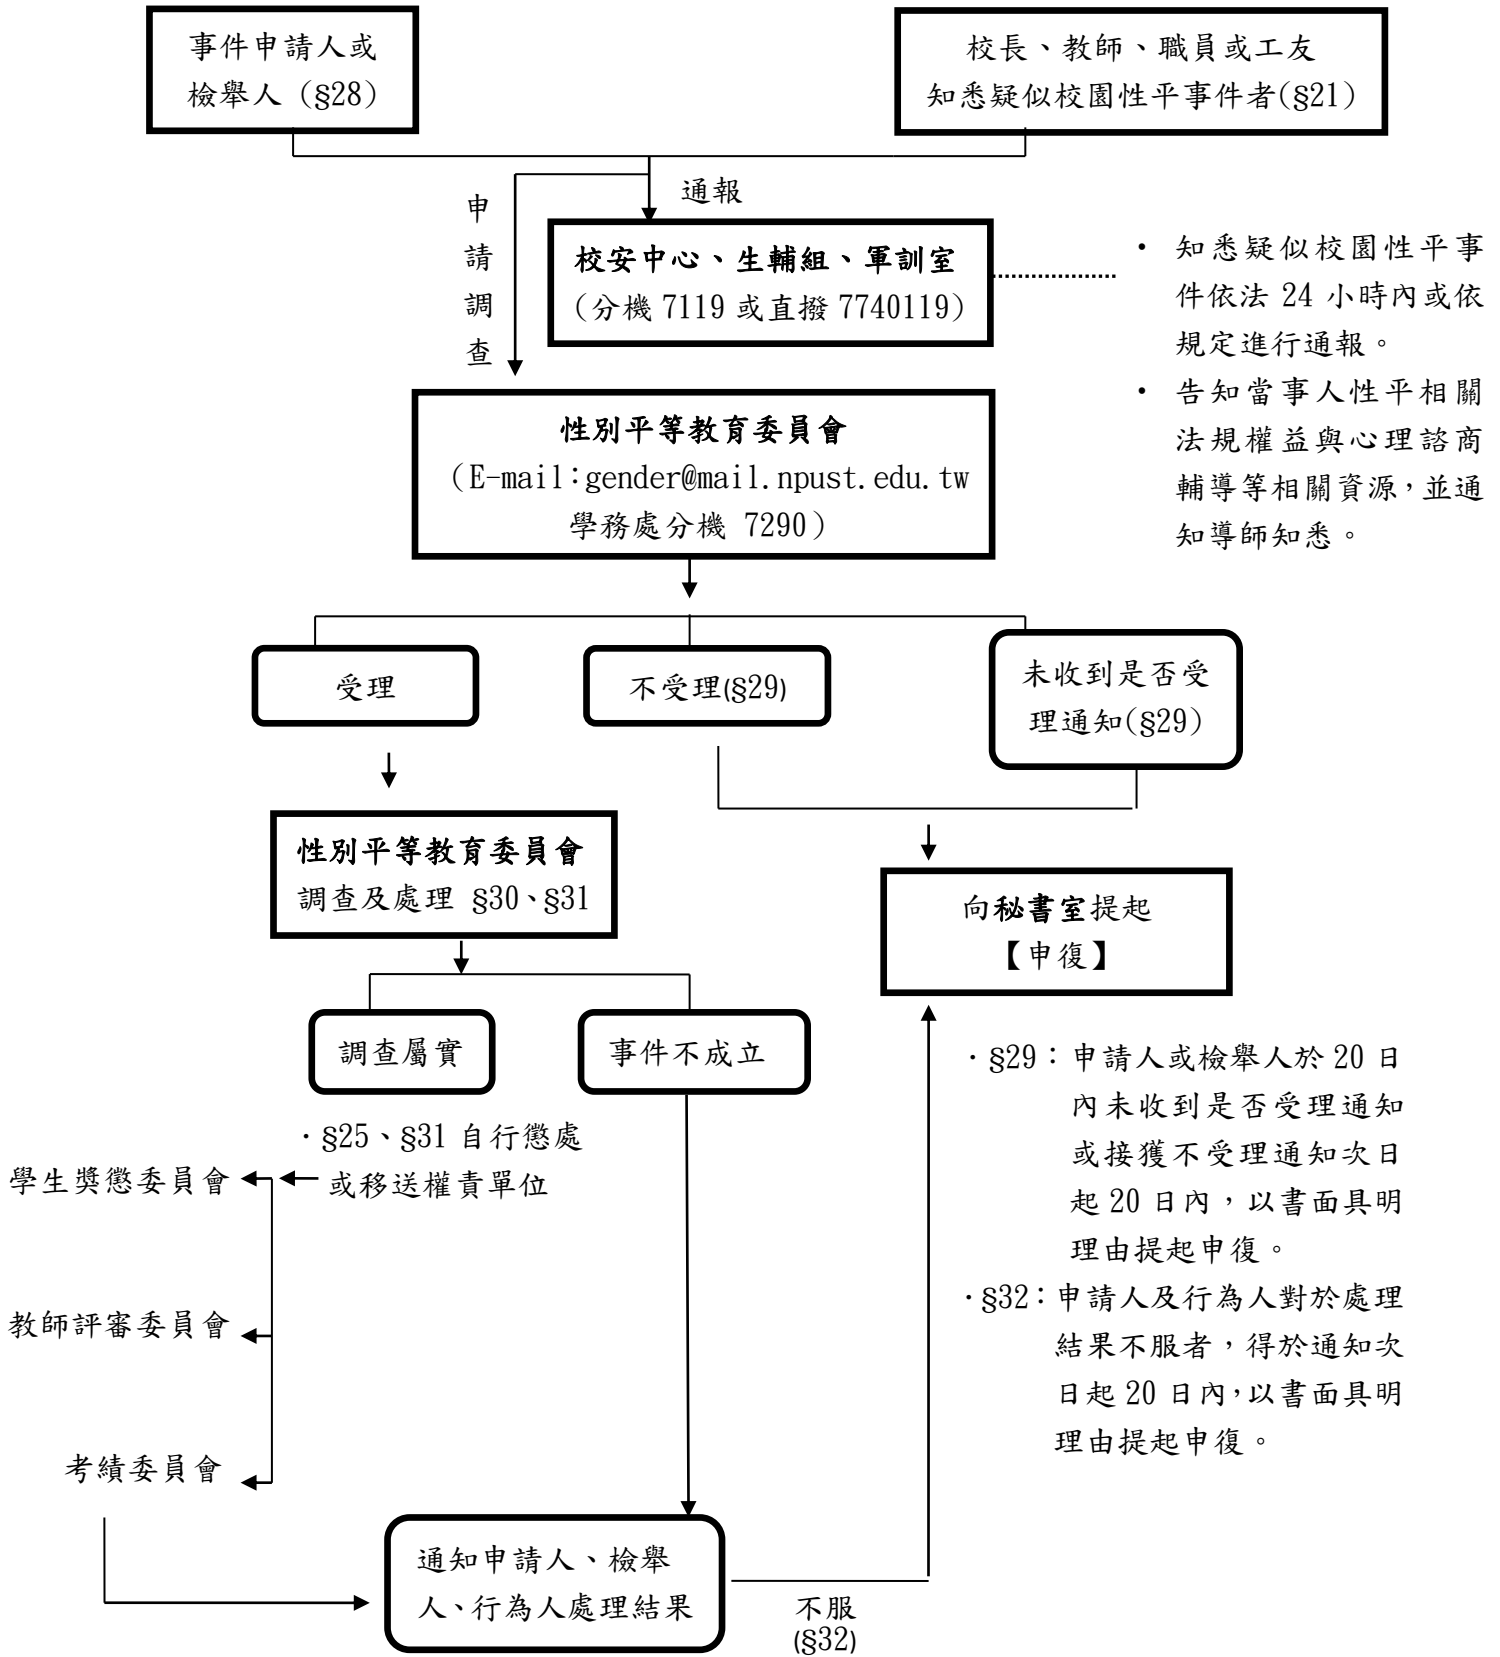 事件申請人或
檢舉人（§28）
校長、教師、職員或工友
知悉疑似校園性平事件者(§21)
申
請
調
查
通報
校安中心、生輔組、軍訓室
（分機 7119 或直撥 7740119）
・ 知悉疑似校園性平事
件依法 24 小時內或依
規定進行通報。
・ 告知當事人性平相關
法規權益與心理諮商
輔導等相關資源，並通
知導師知悉。
性別平等教育委員會
（E-mail：gender@mail.npust.edu.tw
學務處分機 7290）
受理
不受理(§29)
未收到是否受
理通知(§29)
性別平等教育委員會
調查及處理 §30、§31
向秘書室提起
【申復】
調查屬實
事件不成立
・§25、§31 自行懲處
或移送權責單位
學生獎懲委員會
教師評審委員會
考績委員會
・§29：申請人或檢舉人於 20 日
內未收到是否受理通知
或接獲不受理通知次日
起 20 日內，以書面具明
理由提起申復。
・§32：申請人及行為人對於處理
結果不服者，得於通知次
日起 20 日內，以書面具明
理由提起申復。
通知申請人、檢舉
人、行為人處理結果
不服
(§32)